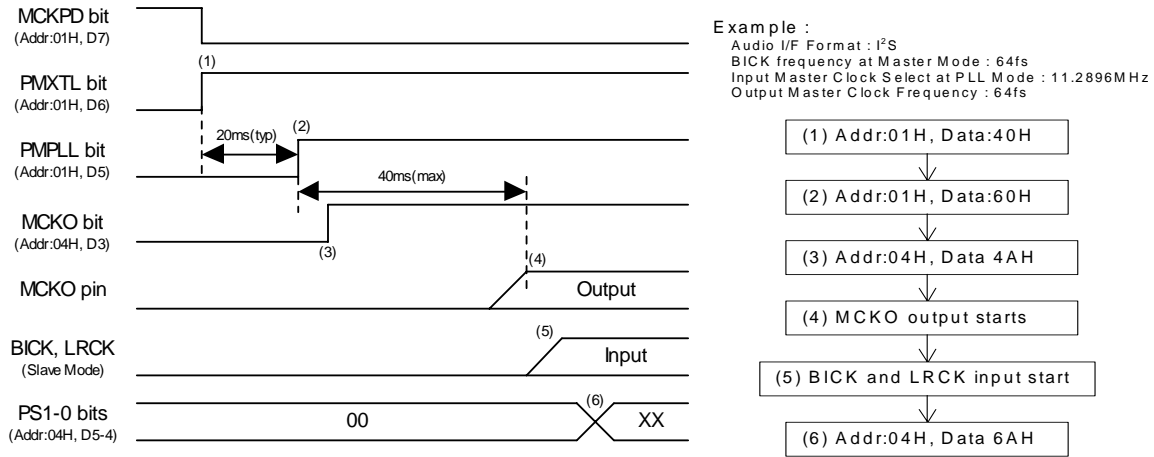 MCKPD bit
(Addr:01H, D7)
(1)
PMXTL bit
(Addr:01H, D6)
20ms(typ)
(2)
PMPLL bit
(Addr:01H, D5)
40ms(max)
MCKO bit
(Addr:04H, D3)
(3)
(4)
MCKO pin
Output
(5)
BICK, LRCK
(Slave Mode)
Input
(6)
PS1-0 bits
(Addr:04H, D5-4)
00
XX
Example :
Audio I/F Format : I²S
BICK frequency at Master Mode : 64fs
Input Master Clock Select at PLL Mode : 11.2896MHz
Output Master Clock Frequency : 64fs
(1) Addr:01H, Data:40H
(2) Addr:01H, Data:60H
(3) Addr:04H, Data 4AH
(4) MCKO output starts
(5) BICK and LRCK input start
(6) Addr:04H, Data 6AH